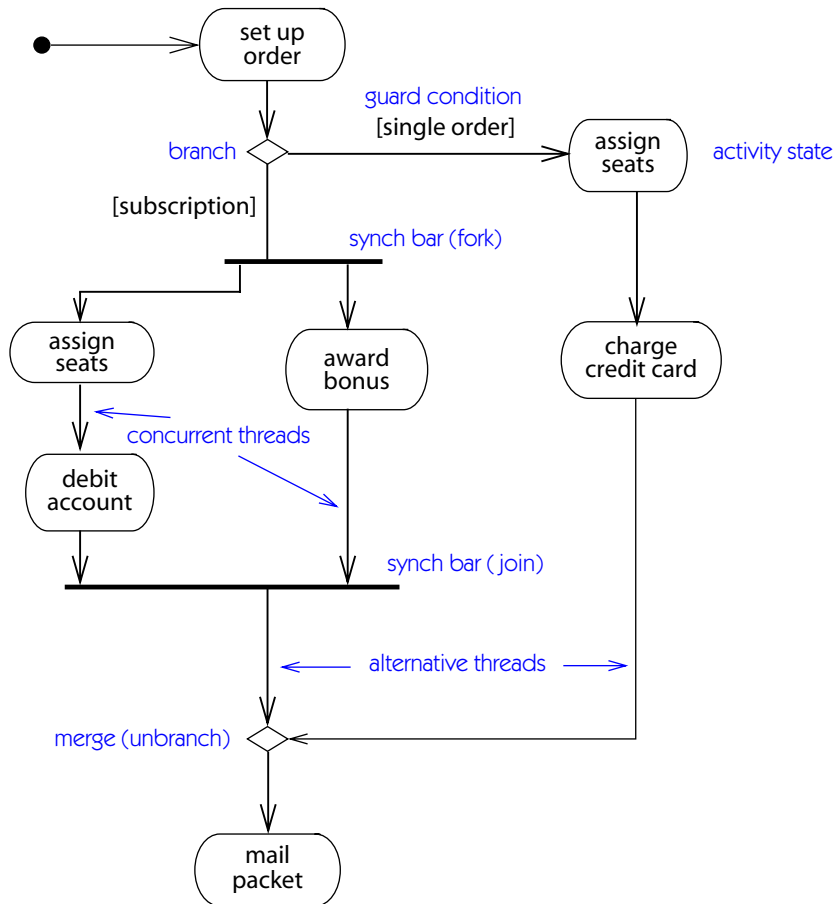 set up
order
guard condition
[single order]
branch
assign
seats
activity state
[subscription]
synch bar (fork)
assign
seats
award
bonus
charge
credit card
concurrent threads
debit
account
synch bar (join)
alternative threads
merge (unbranch)
mail
packet